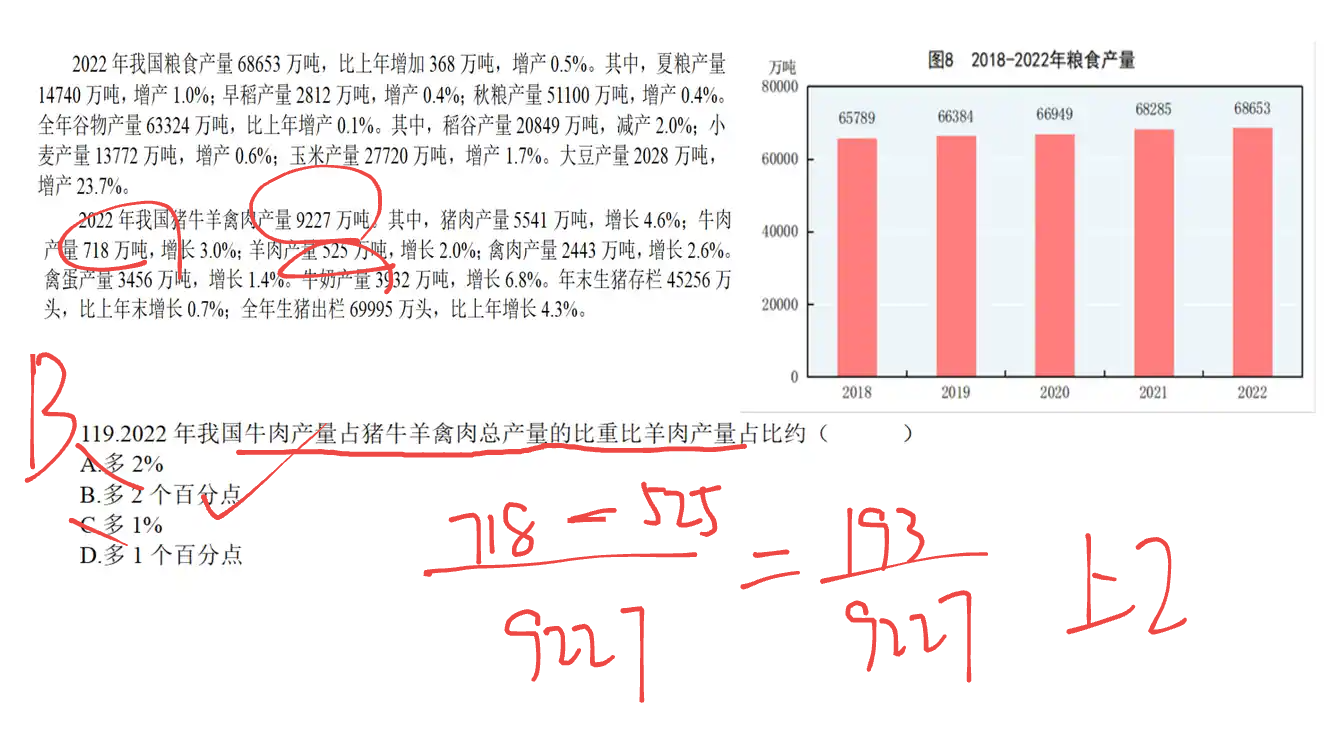 2022 年我国粮食产量 68653 万吨，比上年增加 368 万吨，增产 0.5%。其中，夏粮产量
14740 万吨，增产 1.0%；早稻产量 2812 万吨，增产 0.4%；秋粮产量 51100 万吨，增产 0.4%。
全年谷物产量 63324 万吨，比上年增产 0.1%。其中，稻谷产量 20849 万吨，减产 2.0%；小
麦产量 13772 万吨，增产 0.6%；玉米产量 27720 万吨，增产 1.7%。大豆产量 2028 万吨，
增产 23.7%。
2022 年我国猪牛羊禽肉产量 9227 万吨。其中，猪肉产量 5541 万吨，增长 4.6%；牛肉
产量 718 万吨，增长 3.0%；羊肉产量 525 万吨，增长 2.0%；禽肉产量 2443 万吨，增长 2.6%。
禽蛋产量 3456 万吨，增长 1.4%。牛奶产量 3932 万吨，增长 6.8%。年末生猪存栏 45256 万
头，比上年末增长 0.7%；全年生猪出栏 69995 万头，比上年增长 4.3%。
图8 2018-2022年粮食产量
万吨
80000
60000
40000
20000
0
65789 66384 66949 68285 68653
2018 2019 2020 2021 2022
B
119.2022 年我国牛肉产量占猪牛羊禽肉总产量的比重比羊肉产量占比约（ ）
A.多 2%
B.多 2 个百分点
C.多 1%
D.多 1 个百分点
718 - 525
9227
=
193
9227
上2